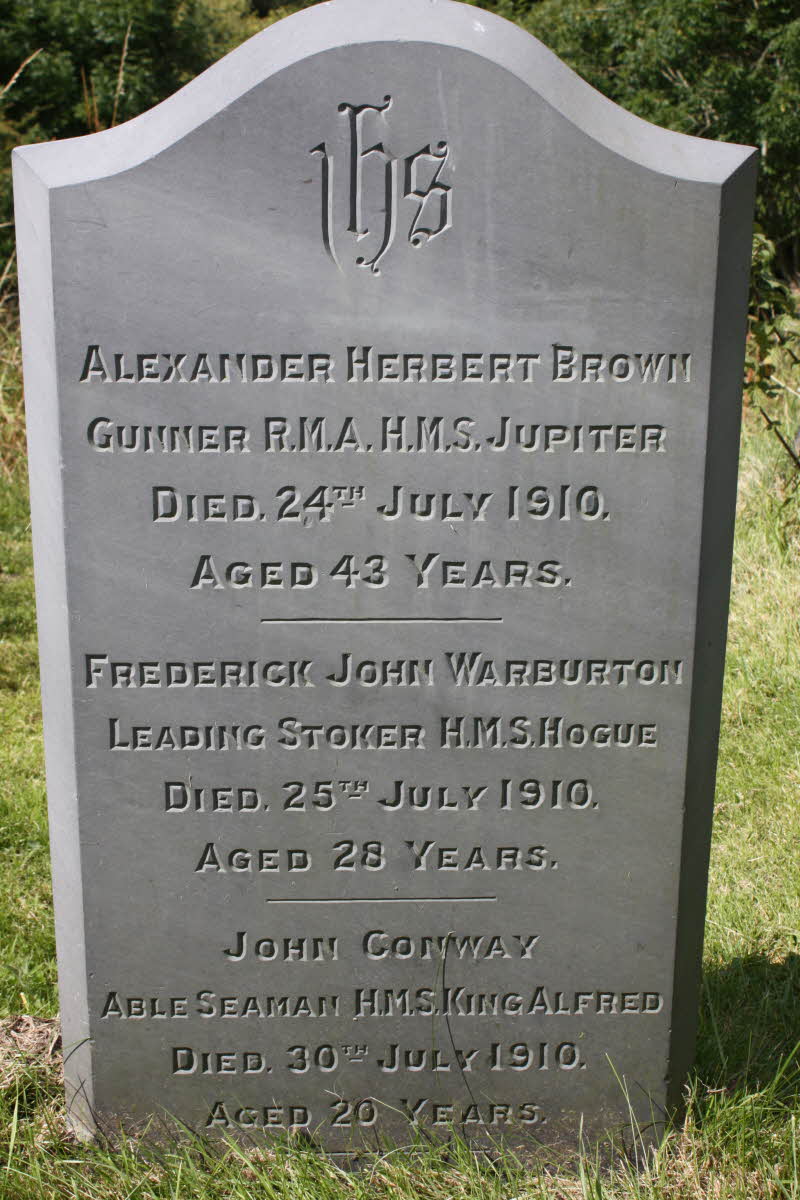 IHS
ALEXANDER HERBERT BROWN
GUNNER R.M.A. H.M.S. JUPITER
DIED. 24TH JULY 1910.
AGED 43 YEARS.
FREDERICK JOHN WARBURTON
LEADING STOKER H.M.S. HOGUE
DIED. 25TH JULY 1910.
AGED 28 YEARS.
JOHN CONWAY
ABLE SEAMAN H.M.S. KING ALFRED
DIED. 30TH JULY 1910.
AGED 20 YEARS.